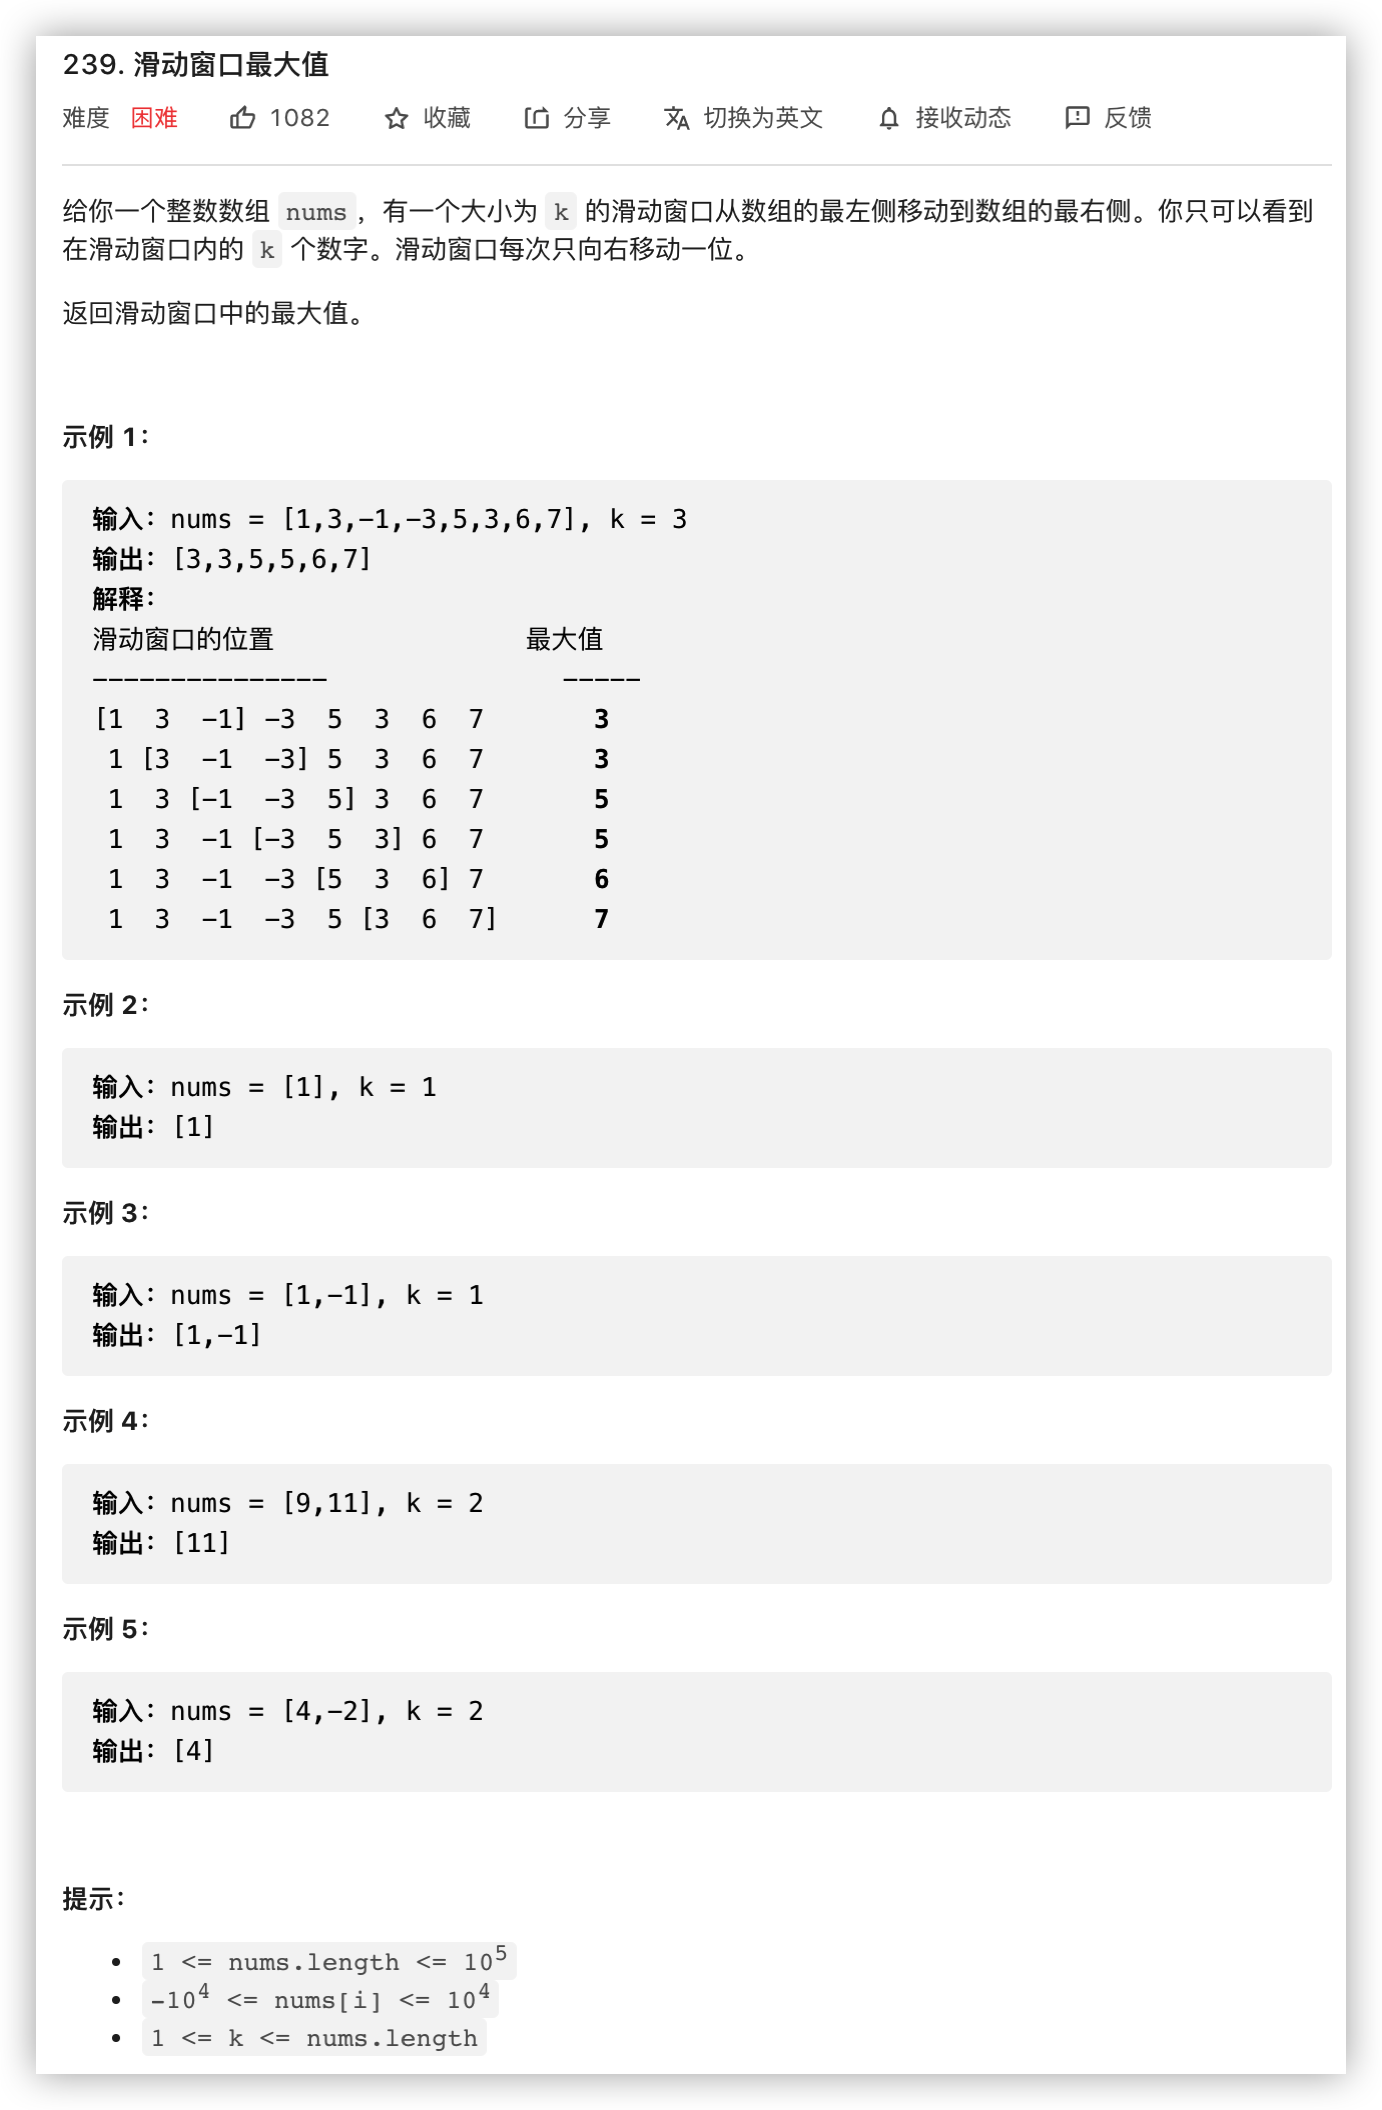 239. 滑动窗口最大值
难度 困难 1082 收藏 分享 切换为英文 接收动态 反馈
给你一个整数数组 nums，有一个大小为 k 的滑动窗口从数组的最左侧移动到数组的最右侧。你只可以看到
在滑动窗口内的 k 个数字。滑动窗口每次只向右移动一位。
返回滑动窗口中的最大值。
示例 1：
输入：nums = [1,3,-1,-3,5,3,6,7], k = 3
输出：[3,3,5,5,6,7]
解释：
滑动窗口的位置                最大值
---------------               -----
[1  3  -1] -3  5  3  6  7       3
 1 [3  -1  -3] 5  3  6  7       3
 1  3 [-1  -3  5] 3  6  7       5
 1  3  -1 [-3  5  3] 6  7       5
 1  3  -1  -3 [5  3  6] 7       6
 1  3  -1  -3  5 [3  6  7]      7
示例 2：
输入：nums = [1], k = 1
输出：[1]
示例 3：
输入：nums = [1,-1], k = 1
输出：[1,-1]
示例 4：
输入：nums = [9,11], k = 2
输出：[11]
示例 5：
输入：nums = [4,-2], k = 2
输出：[4]
提示：
• 1 <= nums.length <= 10⁵
• -10⁴ <= nums[i] <= 10⁴
• 1 <= k <= nums.length